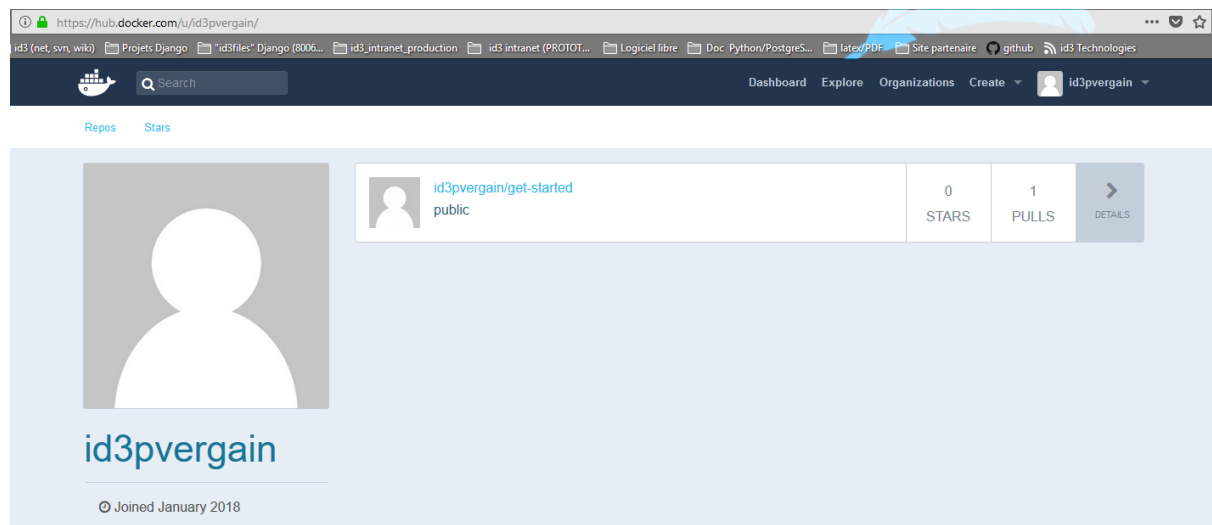 https://hub.docker.com/u/id3pvergain/
id3 (net, svn, wiki) Projets Django "id3files" Django (8006... id3_intranet_production id3 intranet (PROTOT... Logiciel libre Doc Python/PostgreS... latex/PDF Site partenaire github id3 Technologies
Search Dashboard Explore Organizations Create id3pvergain
Repos Stars
id3pvergain/get-started
public
0
STARS
1
PULLS
DETAILS
id3pvergain
Joined January 2018